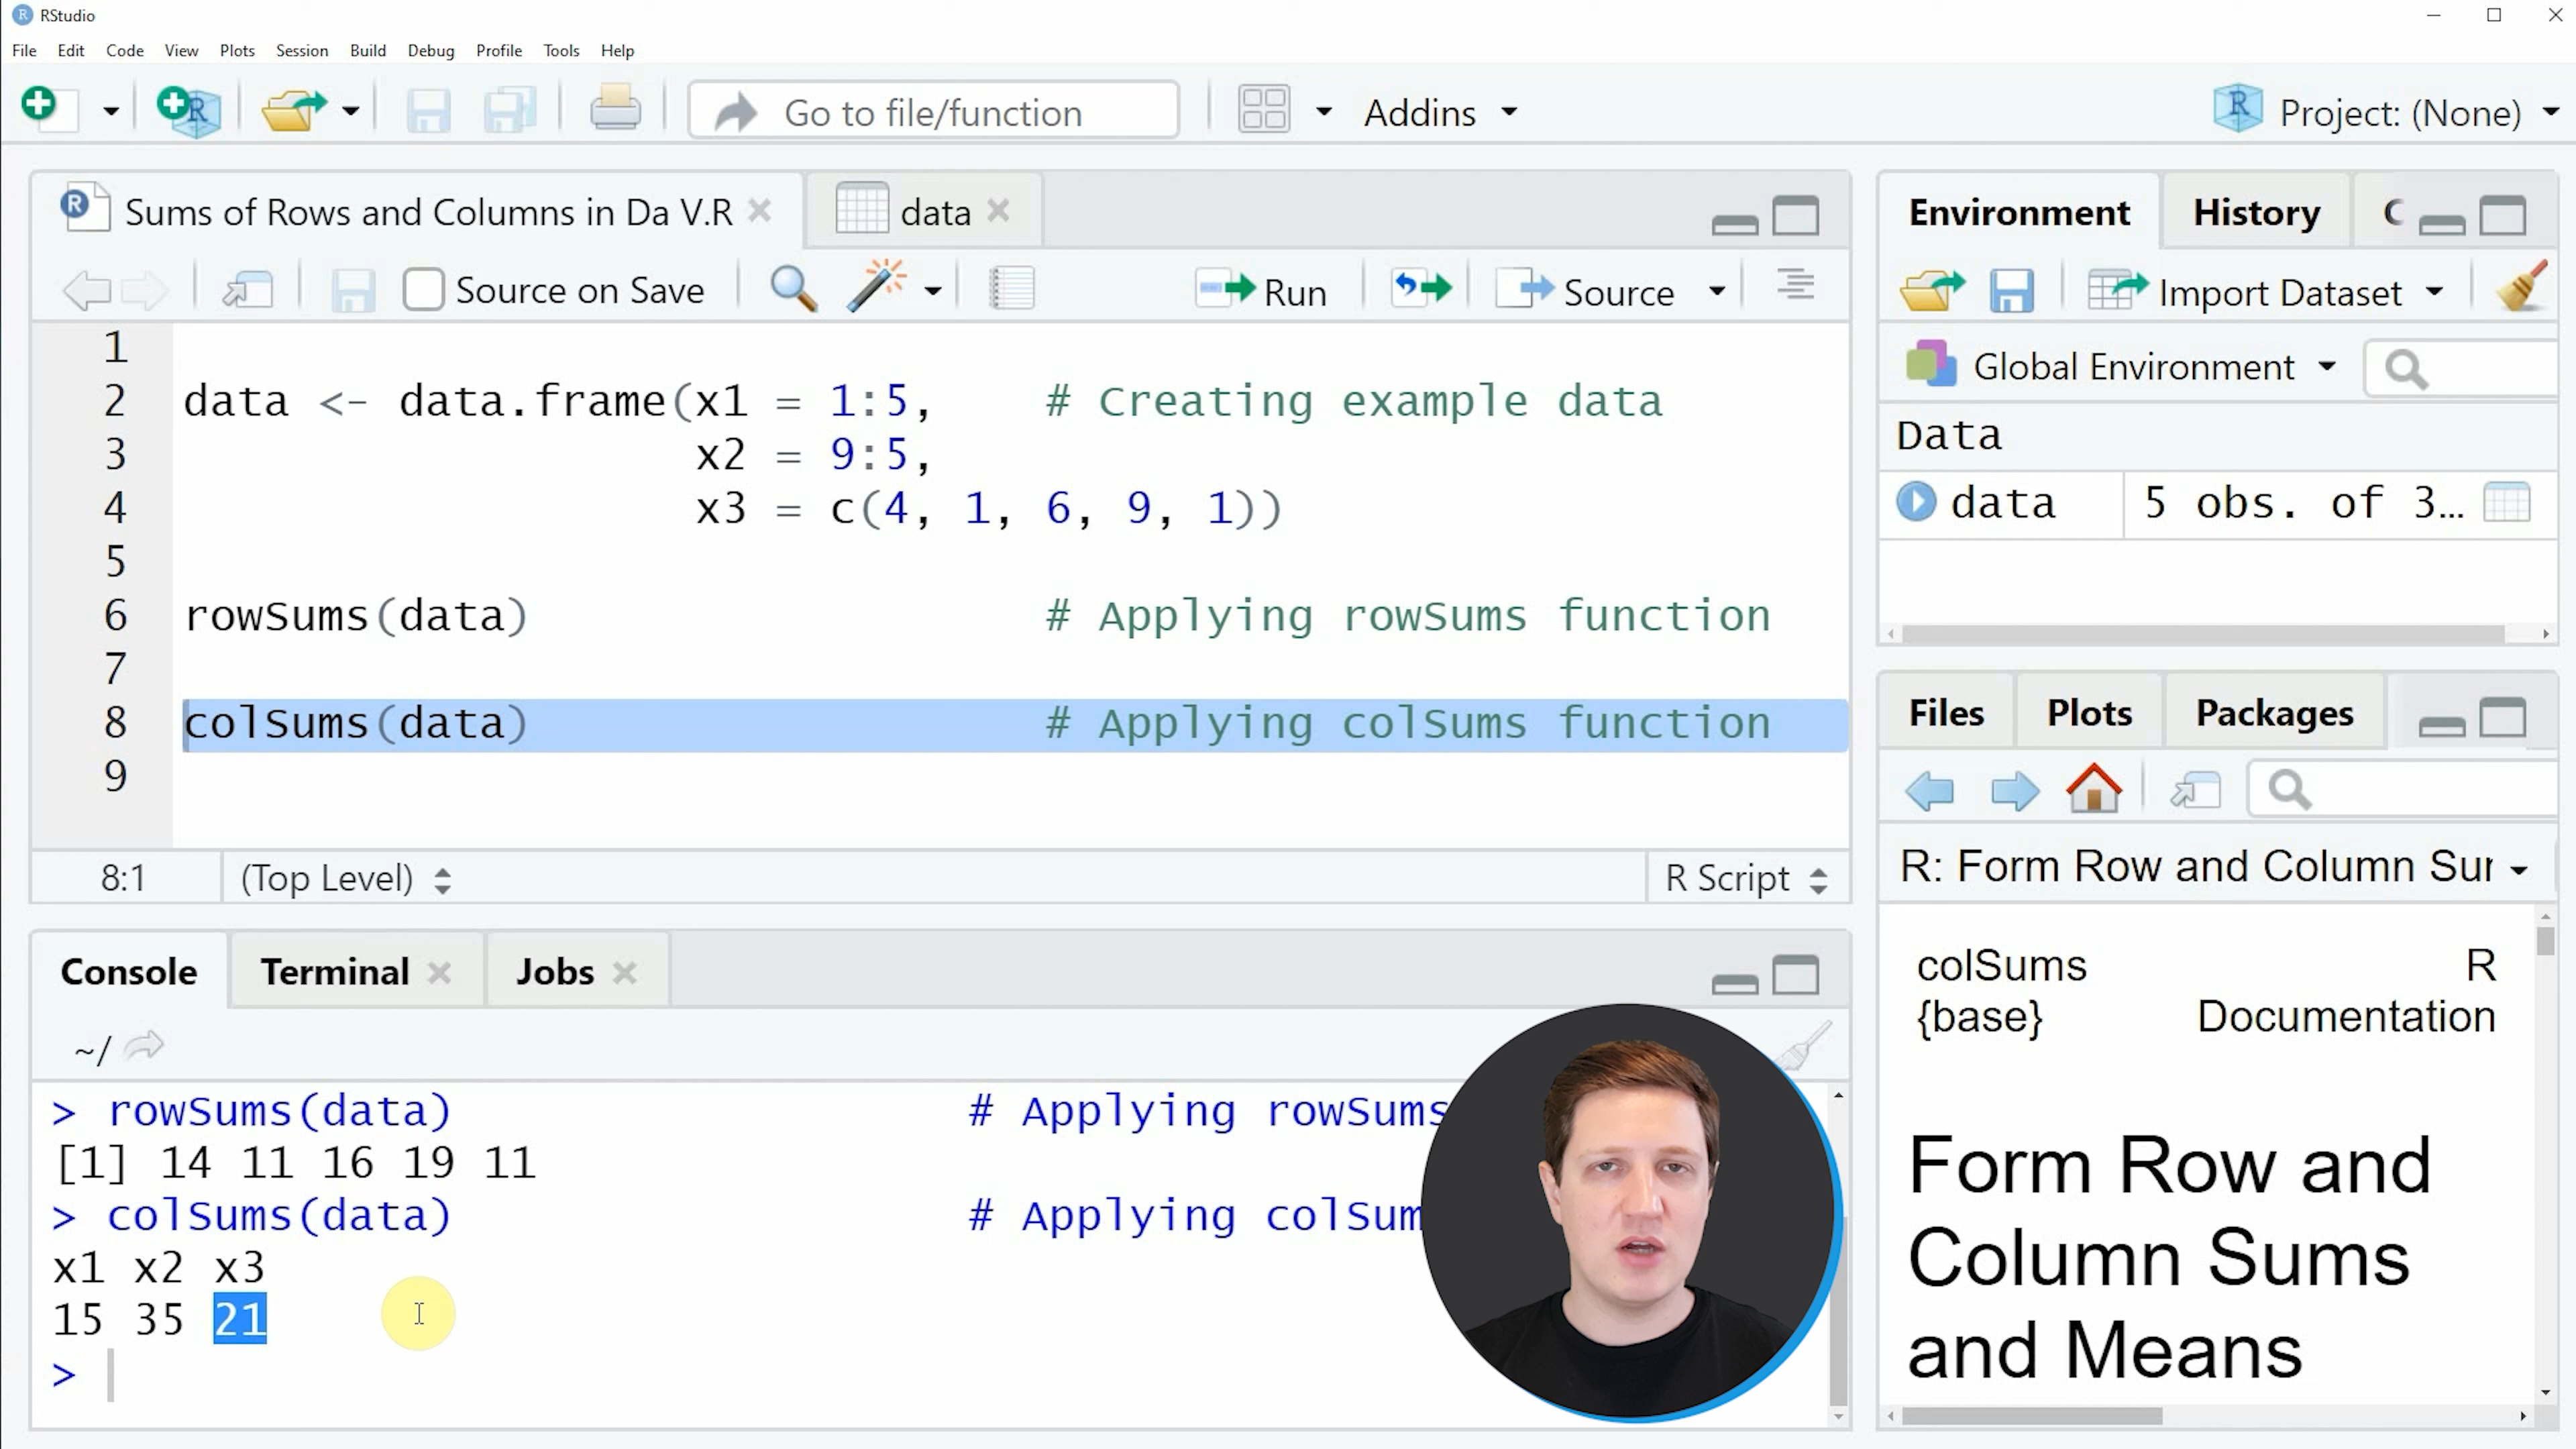 RStudio
File Edit Code View Plots Session Build Debug Profile Tools Help
Go to file/function Addins Project: (None)
Sums of Rows and Columns in Da V.R data
Source on Save Run Source
1
2 data <- data.frame(x1 = 1:5, # Creating example data
3 x2 = 9:5,
4 x3 = c(4, 1, 6, 9, 1))
5
6 rowSums(data) # Applying rowSums function
7
8 colSums(data) # Applying colSums function
9
8:1 (Top Level) R Script
Console Terminal Jobs
~/
> rowSums(data) # Applying rowSums
[1] 14 11 16 19 11
> colSums(data) # Applying colSum
x1 x2 x3
15 35 21
>
Environment History C
Import Dataset
Global Environment
Data
data 5 obs. of 3...
Files Plots Packages
R: Form Row and Column Sur
colSums R
{base} Documentation
Form Row and
Column Sums
and Means